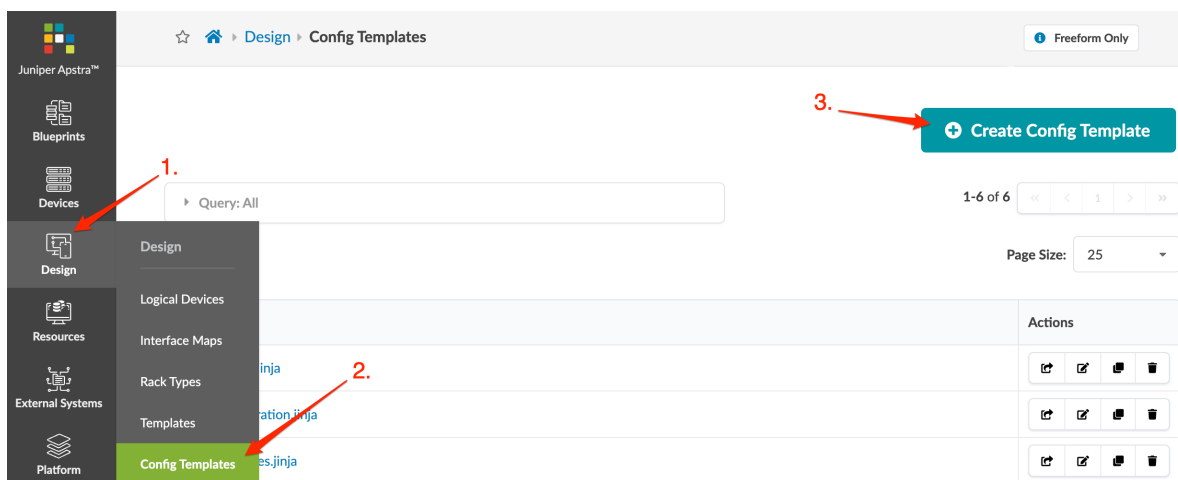 Juniper Apstra™
Design
Config Templates
Freeform Only
3.
Create Config Template
Blueprints
1.
Devices
Query: All
1-6 of 6
«
<
1
>
»
Design
Design
Page Size:
25
Logical Devices
Actions
Resources
Interface Maps
inja
2.
Rack Types
External Systems
ration.jinja
Templates
Config Templates
es.jinja
Platform